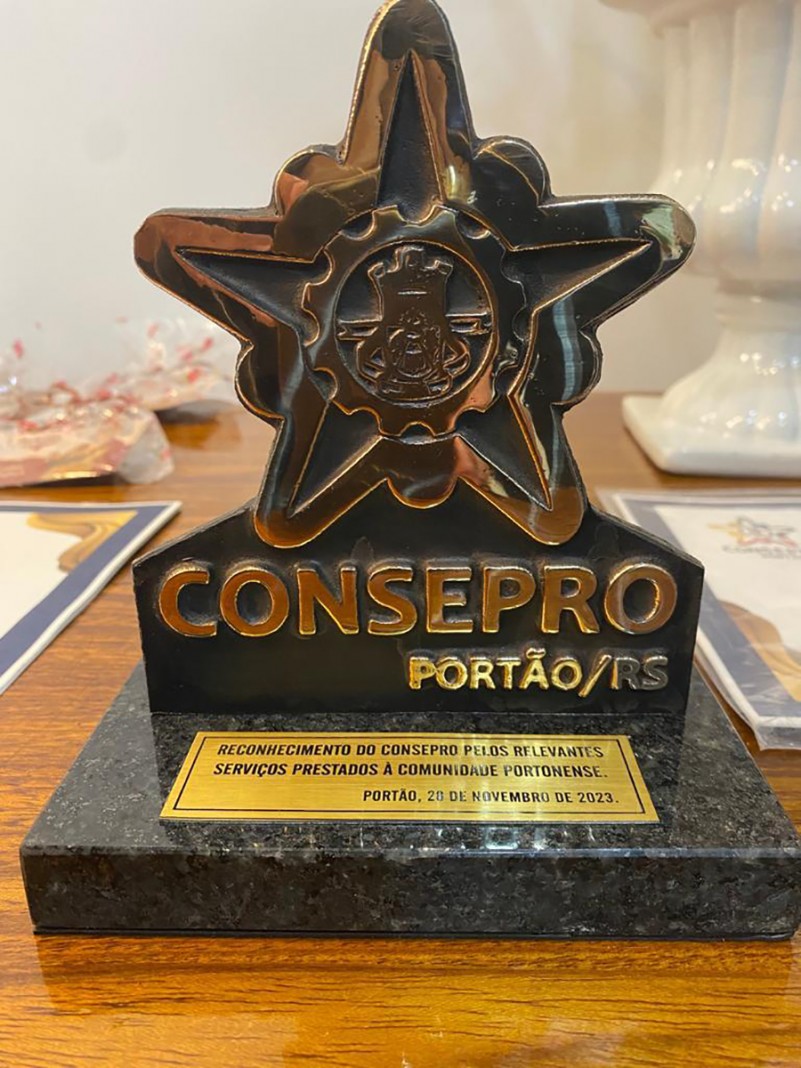 CONSEPRO
PORTÃO/RS
RECONHECIMENTO DO CONSEPRO PELOS RELEVANTES
SERVIÇOS PRESTADOS À COMUNIDADE PORTONENSE.
PORTÃO, 28 DE NOVEMBRO DE 2023.